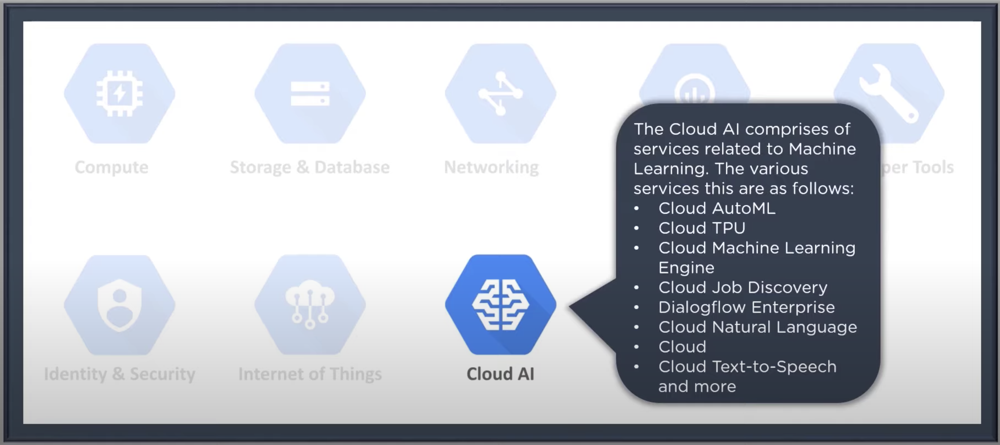 Compute
Storage & Database
Networking
per Tools
The Cloud AI comprises of
services related to Machine
Learning. The various
services this are as follows:
• Cloud AutoML
• Cloud TPU
• Cloud Machine Learning
Engine
• Cloud Job Discovery
• Dialogflow Enterprise
• Cloud Natural Language
• Cloud
• Cloud Text-to-Speech
and more
Identity & Security
Internet of Things
Cloud AI